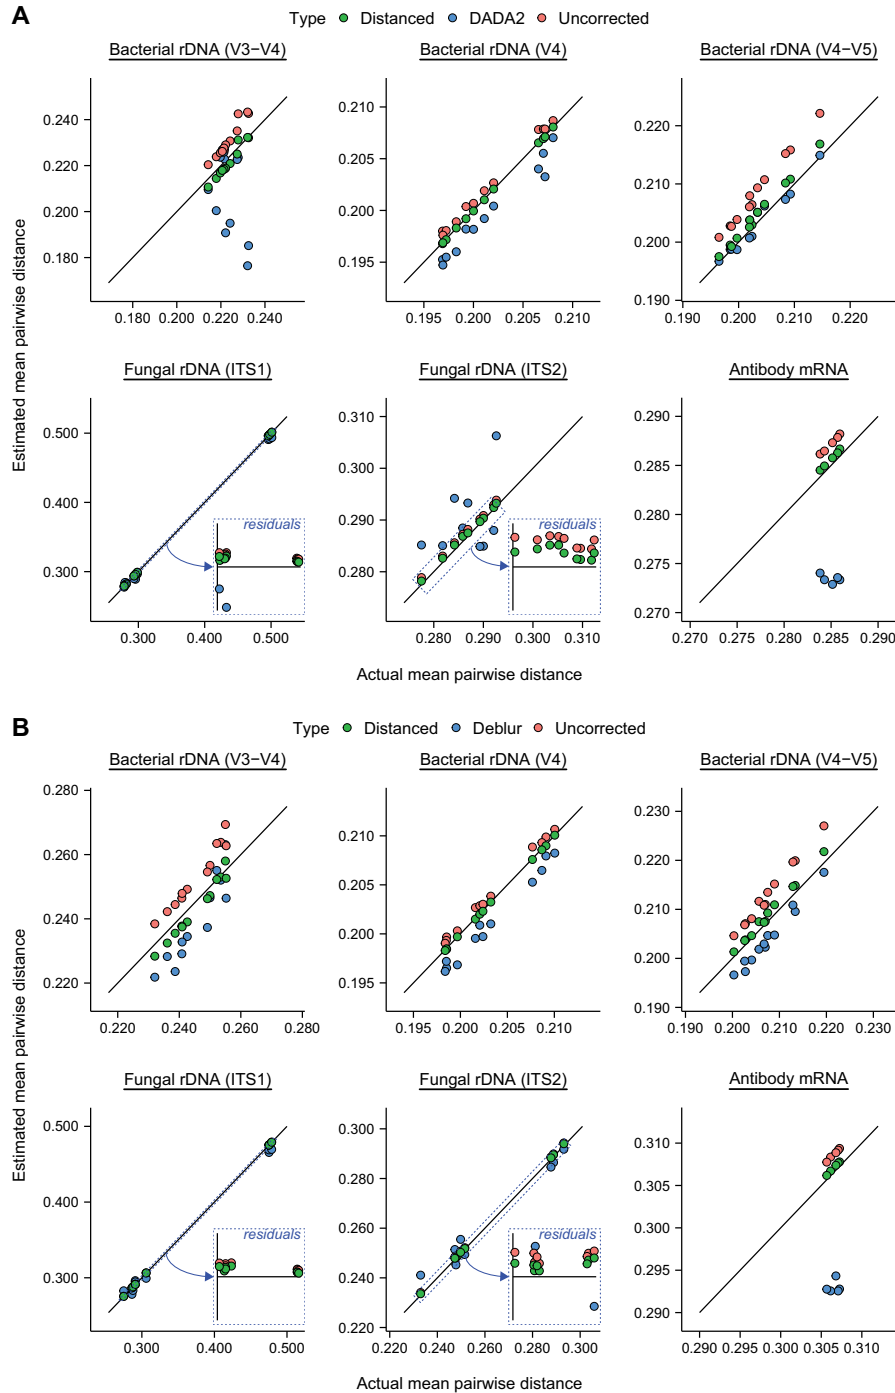 A
Type Distanced DADA2 Uncorrected
Bacterial rDNA (V3−V4) Bacterial rDNA (V4) Bacterial rDNA (V4−V5)
0.240
0.220
0.200
0.180
0.180 0.200 0.220 0.240
0.210
0.205
0.200
0.195
0.195 0.200 0.205 0.210
0.220
0.210
0.200
0.190
0.190 0.200 0.210 0.220
Estimated mean pairwise distance
Fungal rDNA (ITS1) Fungal rDNA (ITS2) Antibody mRNA
0.500
0.400
0.300
residuals
0.300 0.400 0.500
0.310
0.300
0.290
0.280
residuals
0.280 0.290 0.300 0.310
0.290
0.285
0.275
0.270
0.270 0.275 0.280 0.285 0.290
Actual mean pairwise distance
B
Type Distanced Deblur Uncorrected
Bacterial rDNA (V3−V4) Bacterial rDNA (V4) Bacterial rDNA (V4−V5)
0.280
0.260
0.240
0.220
0.220 0.240 0.260 0.280
0.210
0.205
0.200
0.195
0.195 0.200 0.205 0.210
0.230
0.220
0.210
0.200
0.190
0.190 0.200 0.210 0.220 0.230
Estimated mean pairwise distance
Fungal rDNA (ITS1) Fungal rDNA (ITS2) Antibody mRNA
0.500
0.400
0.300
residuals
0.300 0.400 0.500
0.300
0.280
0.260
0.240
0.220
residuals
0.220 0.240 0.260 0.280 0.300
0.310
0.305
0.300
0.295
0.290
0.290 0.295 0.300 0.305 0.310
Actual mean pairwise distance